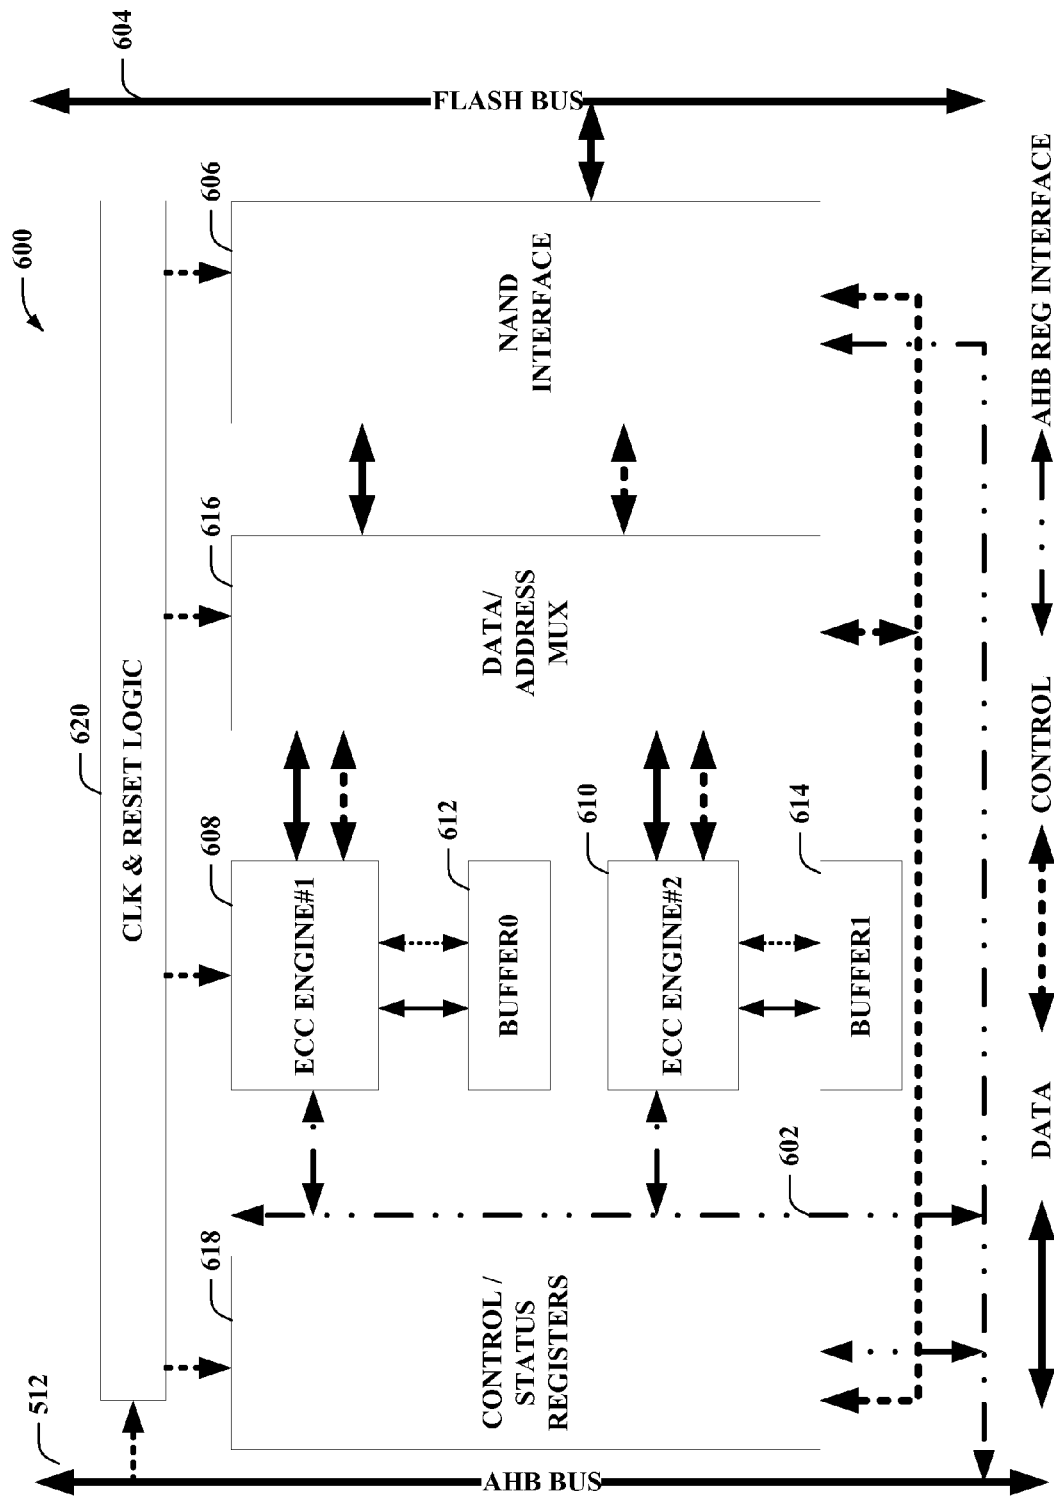 600
604
FLASH BUS
606
NAND
INTERFACE
616
DATA/
ADDRESS
MUX
620
CLK & RESET LOGIC
608
ECC ENGINE#1
612
BUFFER0
610
ECC ENGINE#2
614
BUFFER1
602
618
CONTROL /
STATUS
REGISTERS
512
AHB BUS
DATA
CONTROL
AHB REG INTERFACE